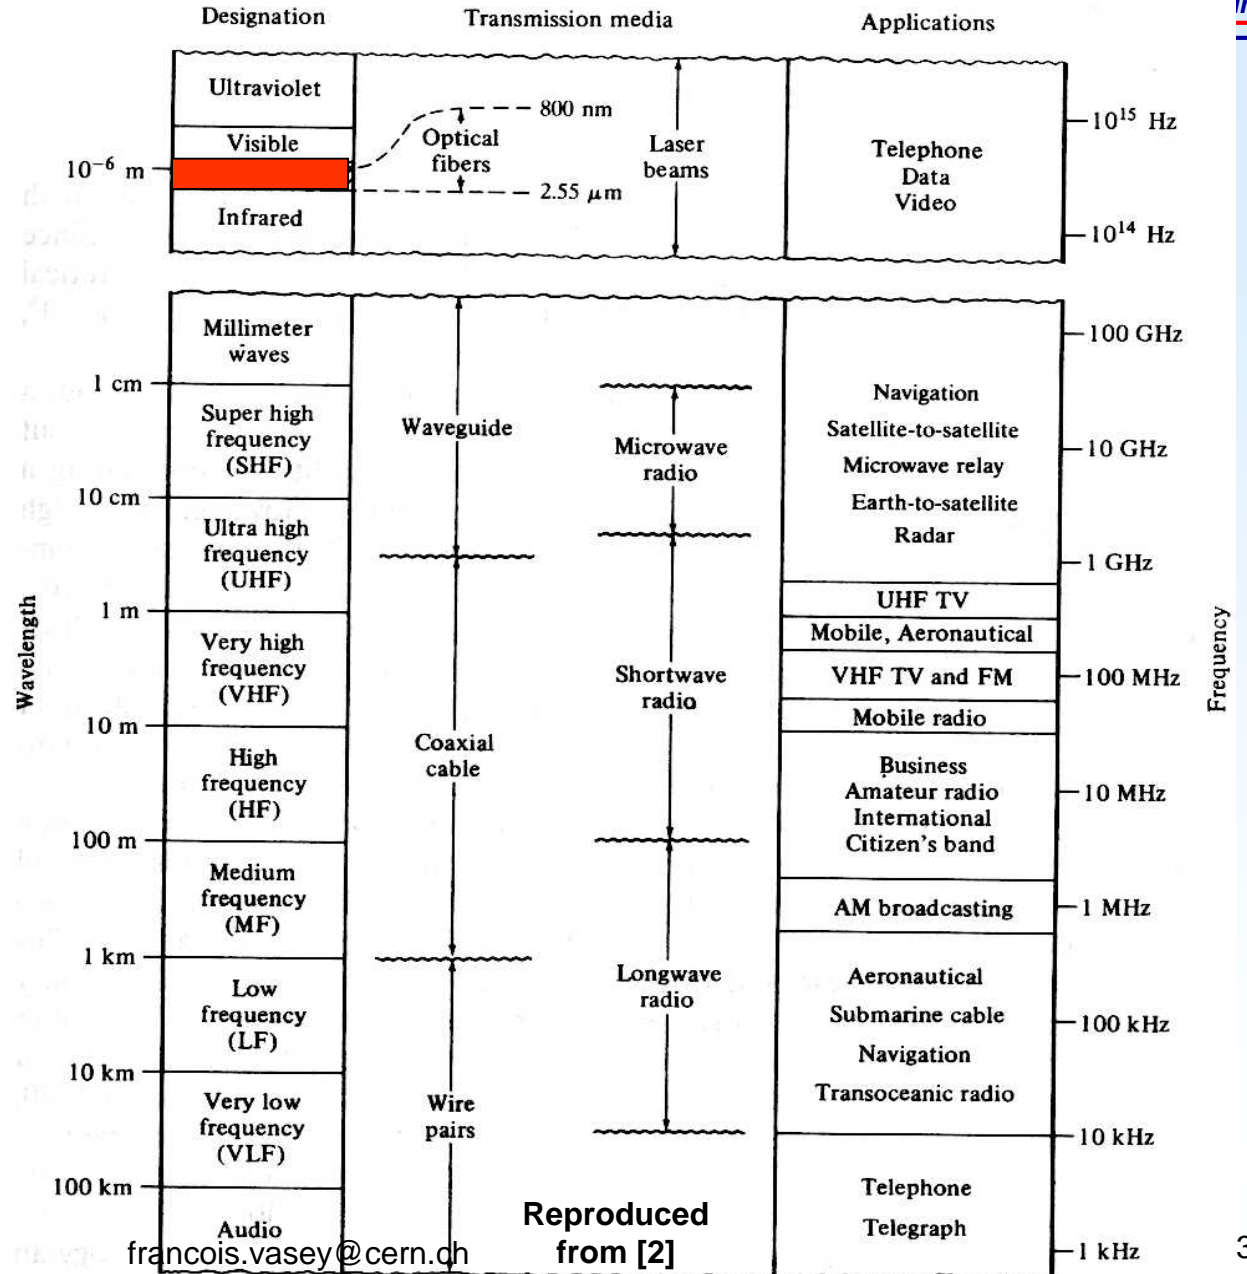 Designation
Transmission media
Applications
Ultraviolet
Visible
10⁻⁶ m
Infrared
800 nm
Optical
fibers
2.55 μm
Laser
beams
Telephone
Data
Video
10¹⁵ Hz
10¹⁴ Hz
Wavelength
Millimeter
waves
1 cm
Super high
frequency
(SHF)
10 cm
Ultra high
frequency
(UHF)
1 m
Very high
frequency
(VHF)
10 m
High
frequency
(HF)
100 m
Medium
frequency
(MF)
1 km
Low
frequency
(LF)
10 km
Very low
frequency
(VLF)
100 km
Audio
Waveguide
Coaxial
cable
Wire
pairs
Microwave
radio
Shortwave
radio
Longwave
radio
Navigation
Satellite-to-satellite
Microwave relay
Earth-to-satellite
Radar
UHF TV
Mobile, Aeronautical
VHF TV and FM
Mobile radio
Business
Amateur radio
International
Citizen's band
AM broadcasting
Aeronautical
Submarine cable
Navigation
Transoceanic radio
Telephone
Telegraph
100 GHz
10 GHz
1 GHz
100 MHz
10 MHz
1 MHz
100 kHz
10 kHz
1 kHz
Frequency
Reproduced
from [2]
francois.vasey@cern.ch
3